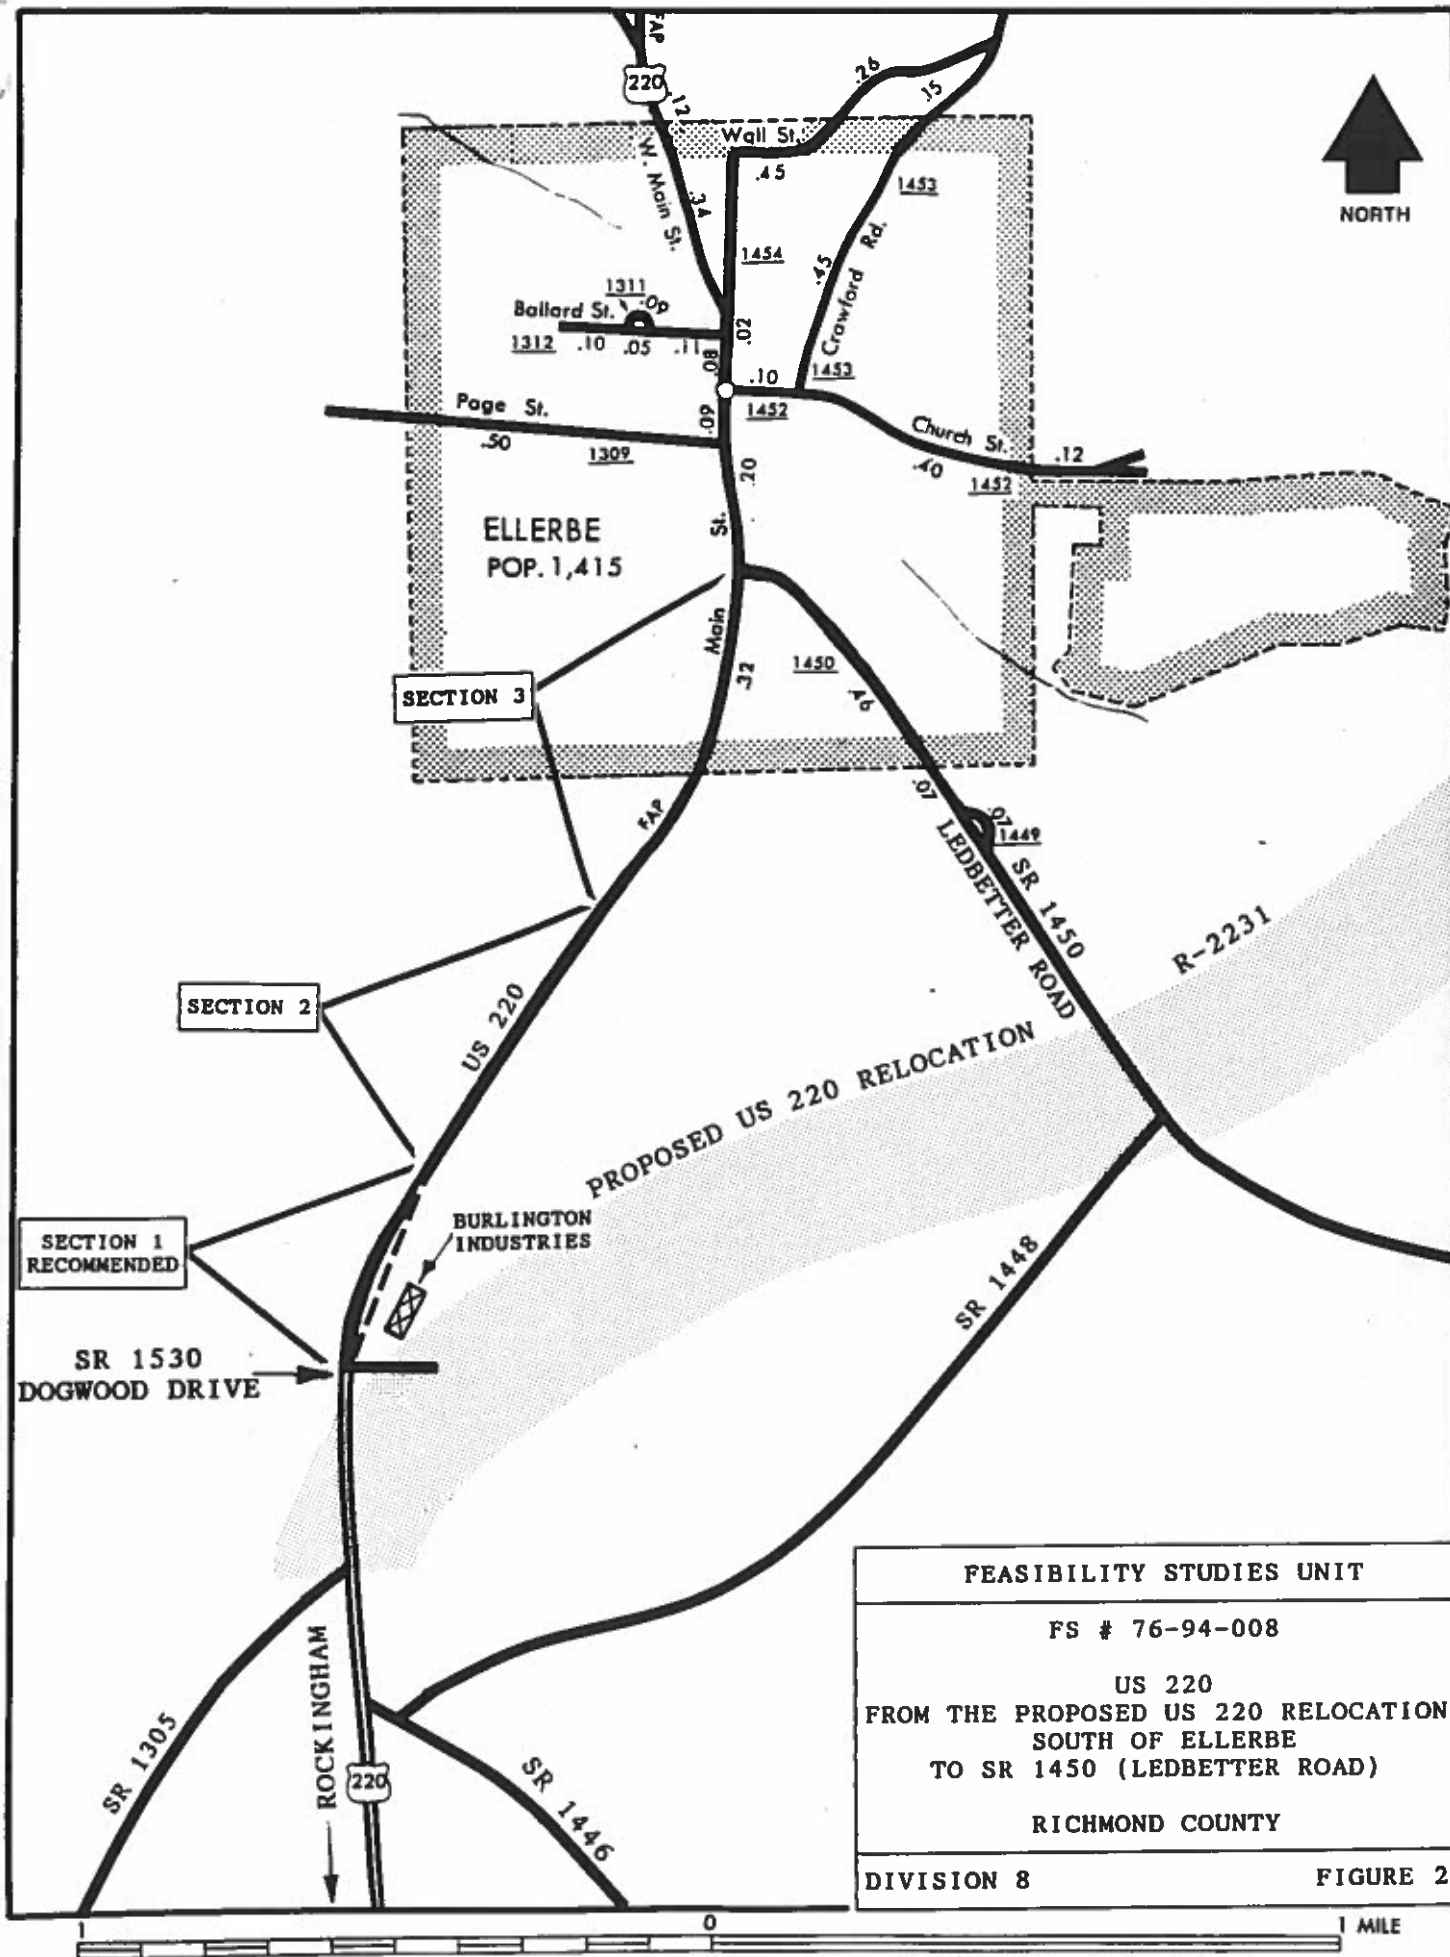 FAP
220
.12
.26
.15
Wall St.
W. Main St.
.45
.34
1453
NORTH
1454
.45
Crawford Rd.
1311
.09
Ballard St.
.02
1312
.10
.05
.11
.08
1453
.10
1452
Page St.
.09
Church St.
.50
1309
.20
.40
.12
1452
ELLERBE
POP. 1,415
Main St.
SECTION 3
.32
1450
.46
FAP
.07
.07
1449
LEDBETTER ROAD
SR 1450
R-2231
SECTION 2
US 220
PROPOSED US 220 RELOCATION
SECTION 1
RECOMMENDED
BURLINGTON
INDUSTRIES
SR 1448
SR 1530
DOGWOOD DRIVE
SR 1305
ROCKINGHAM
220
SR 1446
FEASIBILITY STUDIES UNIT
FS # 76-94-008
US 220
FROM THE PROPOSED US 220 RELOCATION
SOUTH OF ELLERBE
TO SR 1450 (LEDBETTER ROAD)
RICHMOND COUNTY
DIVISION 8
FIGURE 2
1
0
1 MILE